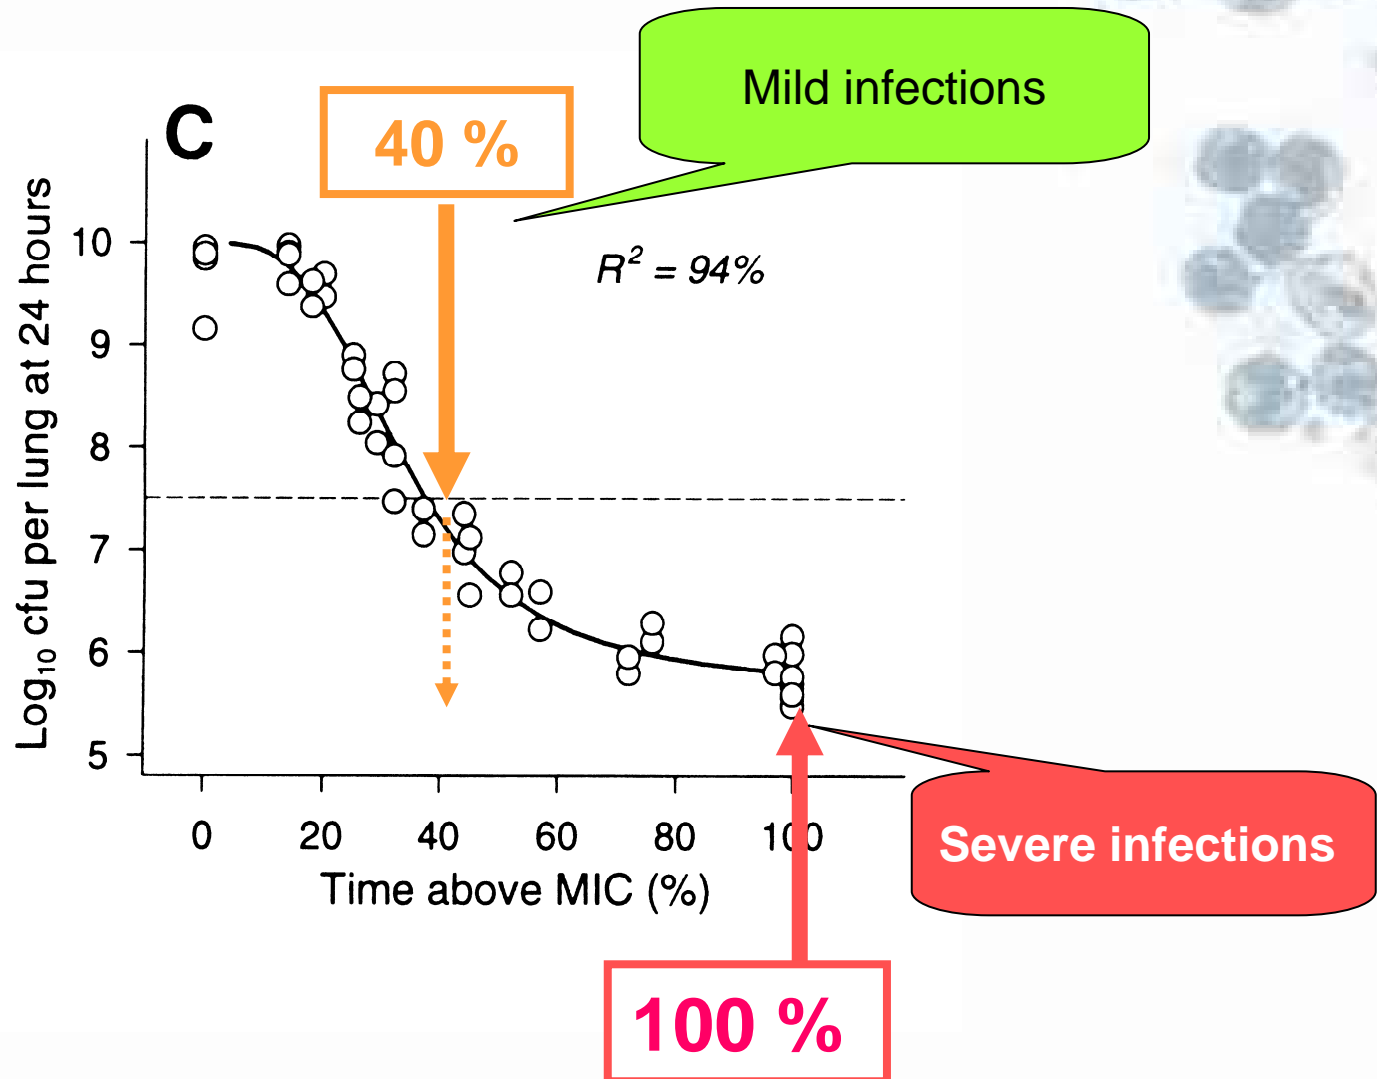 Mild infections
C
40 %
R² = 94%
Log₁₀ cfu per lung at 24 hours
10
9
8
7
6
5
0 20 40 60 80 100
Time above MIC (%)
Severe infections
100 %